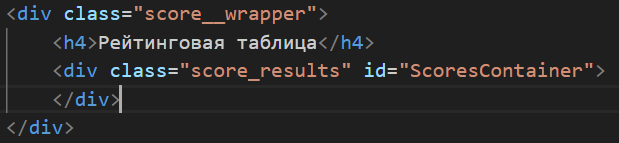 <div class="score__wrapper">
<h4>Рейтинговая таблица</h4>
<div class="score_results" id="ScoresContainer">
</div>
</div>